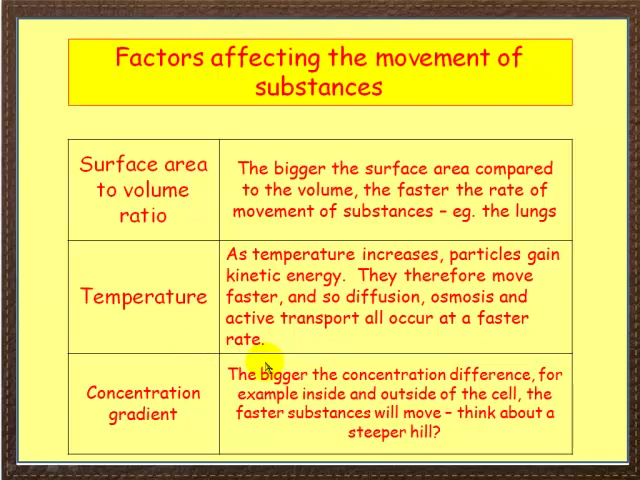 Factors affecting the movement of
substances
Surface area
to volume
ratio
The bigger the surface area compared
to the volume, the faster the rate of
movement of substances – eg. the lungs
Temperature
As temperature increases, particles gain
kinetic energy. They therefore move
faster, and so diffusion, osmosis and
active transport all occur at a faster
rate.
Concentration
gradient
The bigger the concentration difference, for
example inside and outside of the cell, the
faster substances will move – think about a
steeper hill?